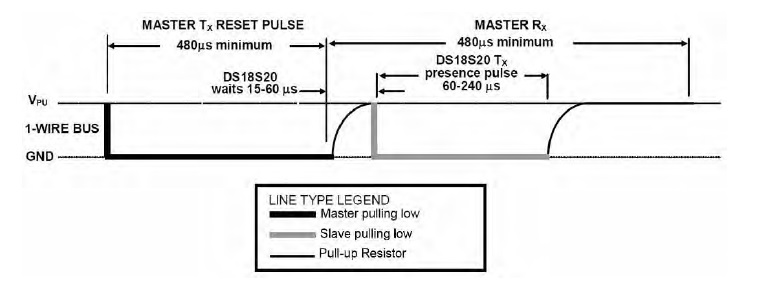 MASTER TX RESET PULSE
480µs minimum
MASTER RX
480µs minimum
DS18S20
waits 15-60 µs
DS18S20 TX
presence pulse
60-240 µs
VPU
1-WIRE BUS
GND
LINE TYPE LEGEND
Master pulling low
Slave pulling low
Pull-up Resistor